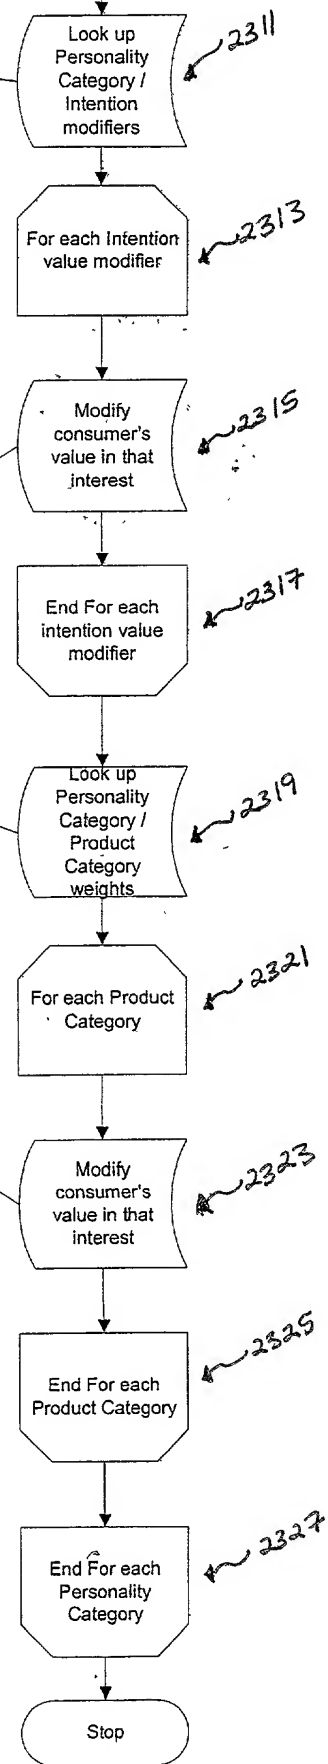 Look up
Personality
Category /
Intention
modifiers
2311
For each Intention
value modifier
2313
Modify
consumer's
value in that
interest
2315
End For each
intention value
modifier
2317
Look up
Personality
Category /
Product
Category
weights
2319
For each Product
Category
2321
Modify
consumer's
value in that
interest
2323
End For each
Product Category
2325
End For each
Personality
Category
2327
Stop